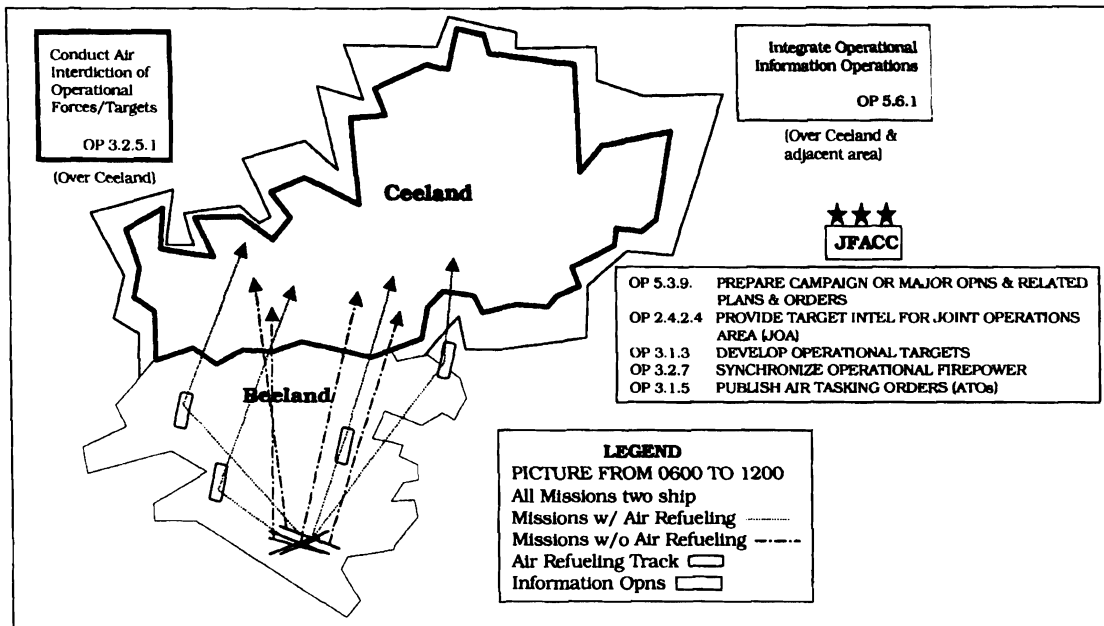 Conduct Air
Interdiction of
Operational
Forces/Targets
OP 3.2.5.1
(Over Ceeland)
Integrate Operational
Information Operations
OP 5.6.1
(Over Ceeland &
adjacent area)
Ceeland
JFACC
OP 5.3.9. PREPARE CAMPAIGN OR MAJOR OPNS & RELATED
PLANS & ORDERS
OP 2.4.2.4 PROVIDE TARGET INTEL FOR JOINT OPERATIONS
AREA (JOA)
OP 3.1.3 DEVELOP OPERATIONAL TARGETS
OP 3.2.7 SYNCHRONIZE OPERATIONAL FIREPOWER
OP 3.1.5 PUBLISH AIR TASKING ORDERS (ATOs)
Beeland
LEGEND
PICTURE FROM 0600 TO 1200
All Missions two ship
Missions w/ Air Refueling
Missions w/o Air Refueling
Air Refueling Track
Information Opns